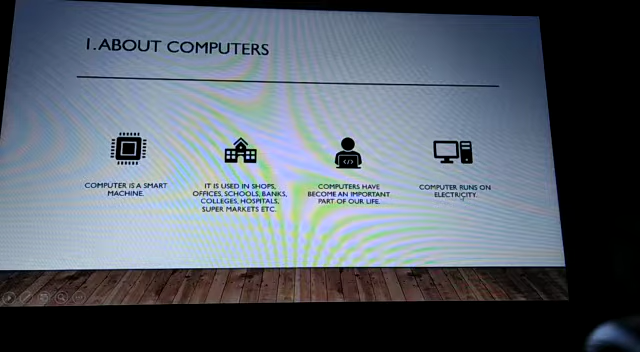 1.ABOUT COMPUTERS
COMPUTER IS A SMART
MACHINE.
IT IS USED IN SHOPS,
OFFICES, SCHOOLS, BANKS,
COLLEGES, HOSPITALS,
SUPER MARKETS ETC.
COMPUTERS HAVE
BECOME AN IMPORTANT
PART OF OUR LIFE.
COMPUTER RUNS ON
ELECTRICITY.